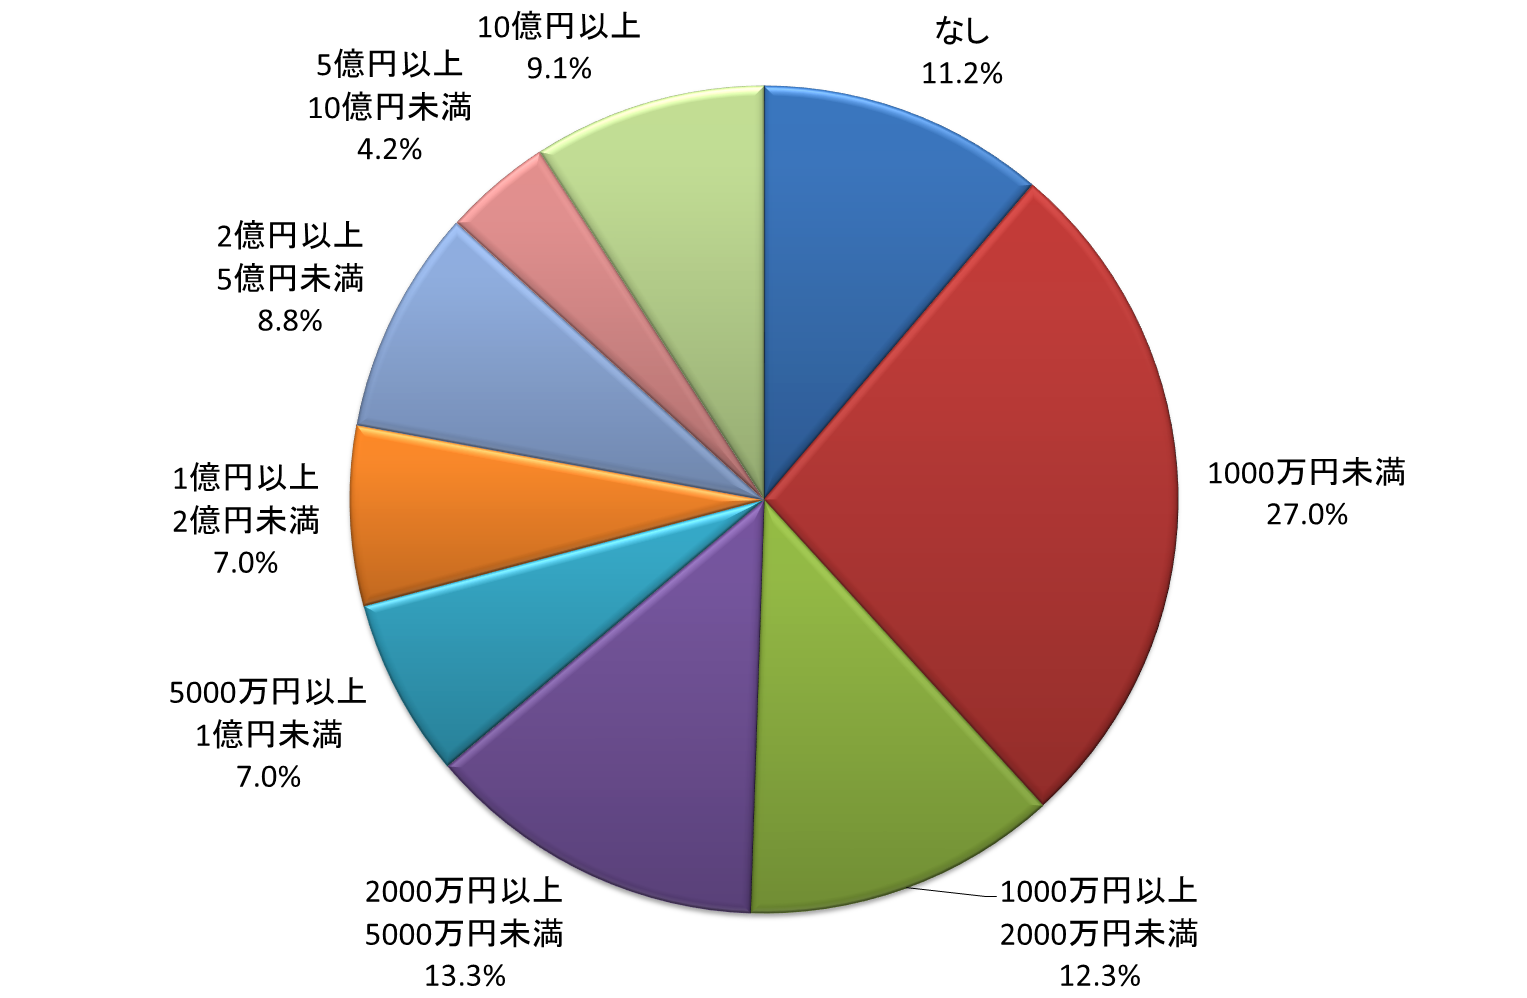 なし
11.2%
1000万円未満
27.0%
1000万円以上
2000万円未満
12.3%
2000万円以上
5000万円未満
13.3%
5000万円以上
1億円未満
7.0%
1億円以上
2億円未満
7.0%
2億円以上
5億円未満
8.8%
5億円以上
10億円未満
4.2%
10億円以上
9.1%